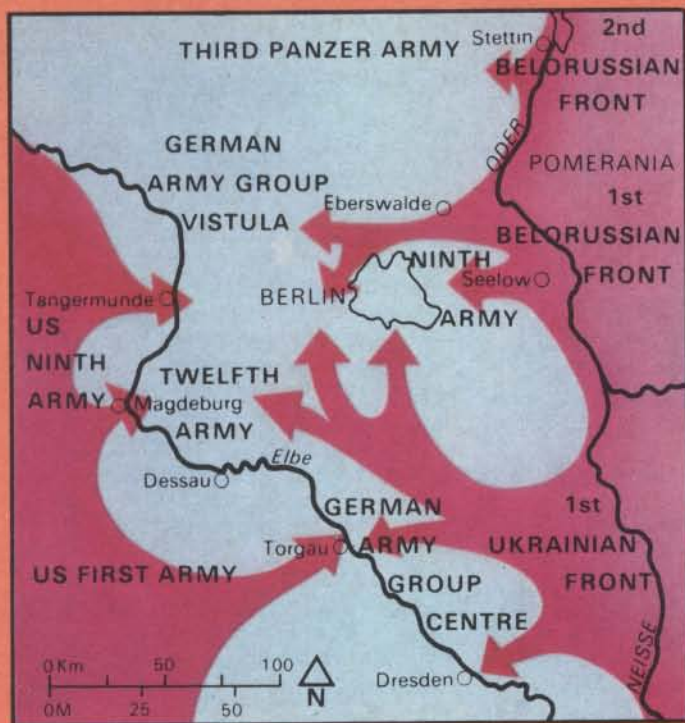 2nd
THIRD PANZER ARMY
Stettin
BELORUSSIAN
FRONT
GERMAN
ARMY GROUP
VISTULA
ODER
POMERANIA
Eberswalde
1st
BELORUSSIAN
FRONT
NINTH
ARMY
Seelow
BERLIN
Tangermunde
US
NINTH
ARMY
Magdeburg
TWELFTH
ARMY
Elbe
Dessau
GERMAN
ARMY
GROUP
CENTRE
Torgau
1st
UKRAINIAN
FRONT
US FIRST ARMY
NEISSE
Dresden
0Km 50 100
0M 25 50
N